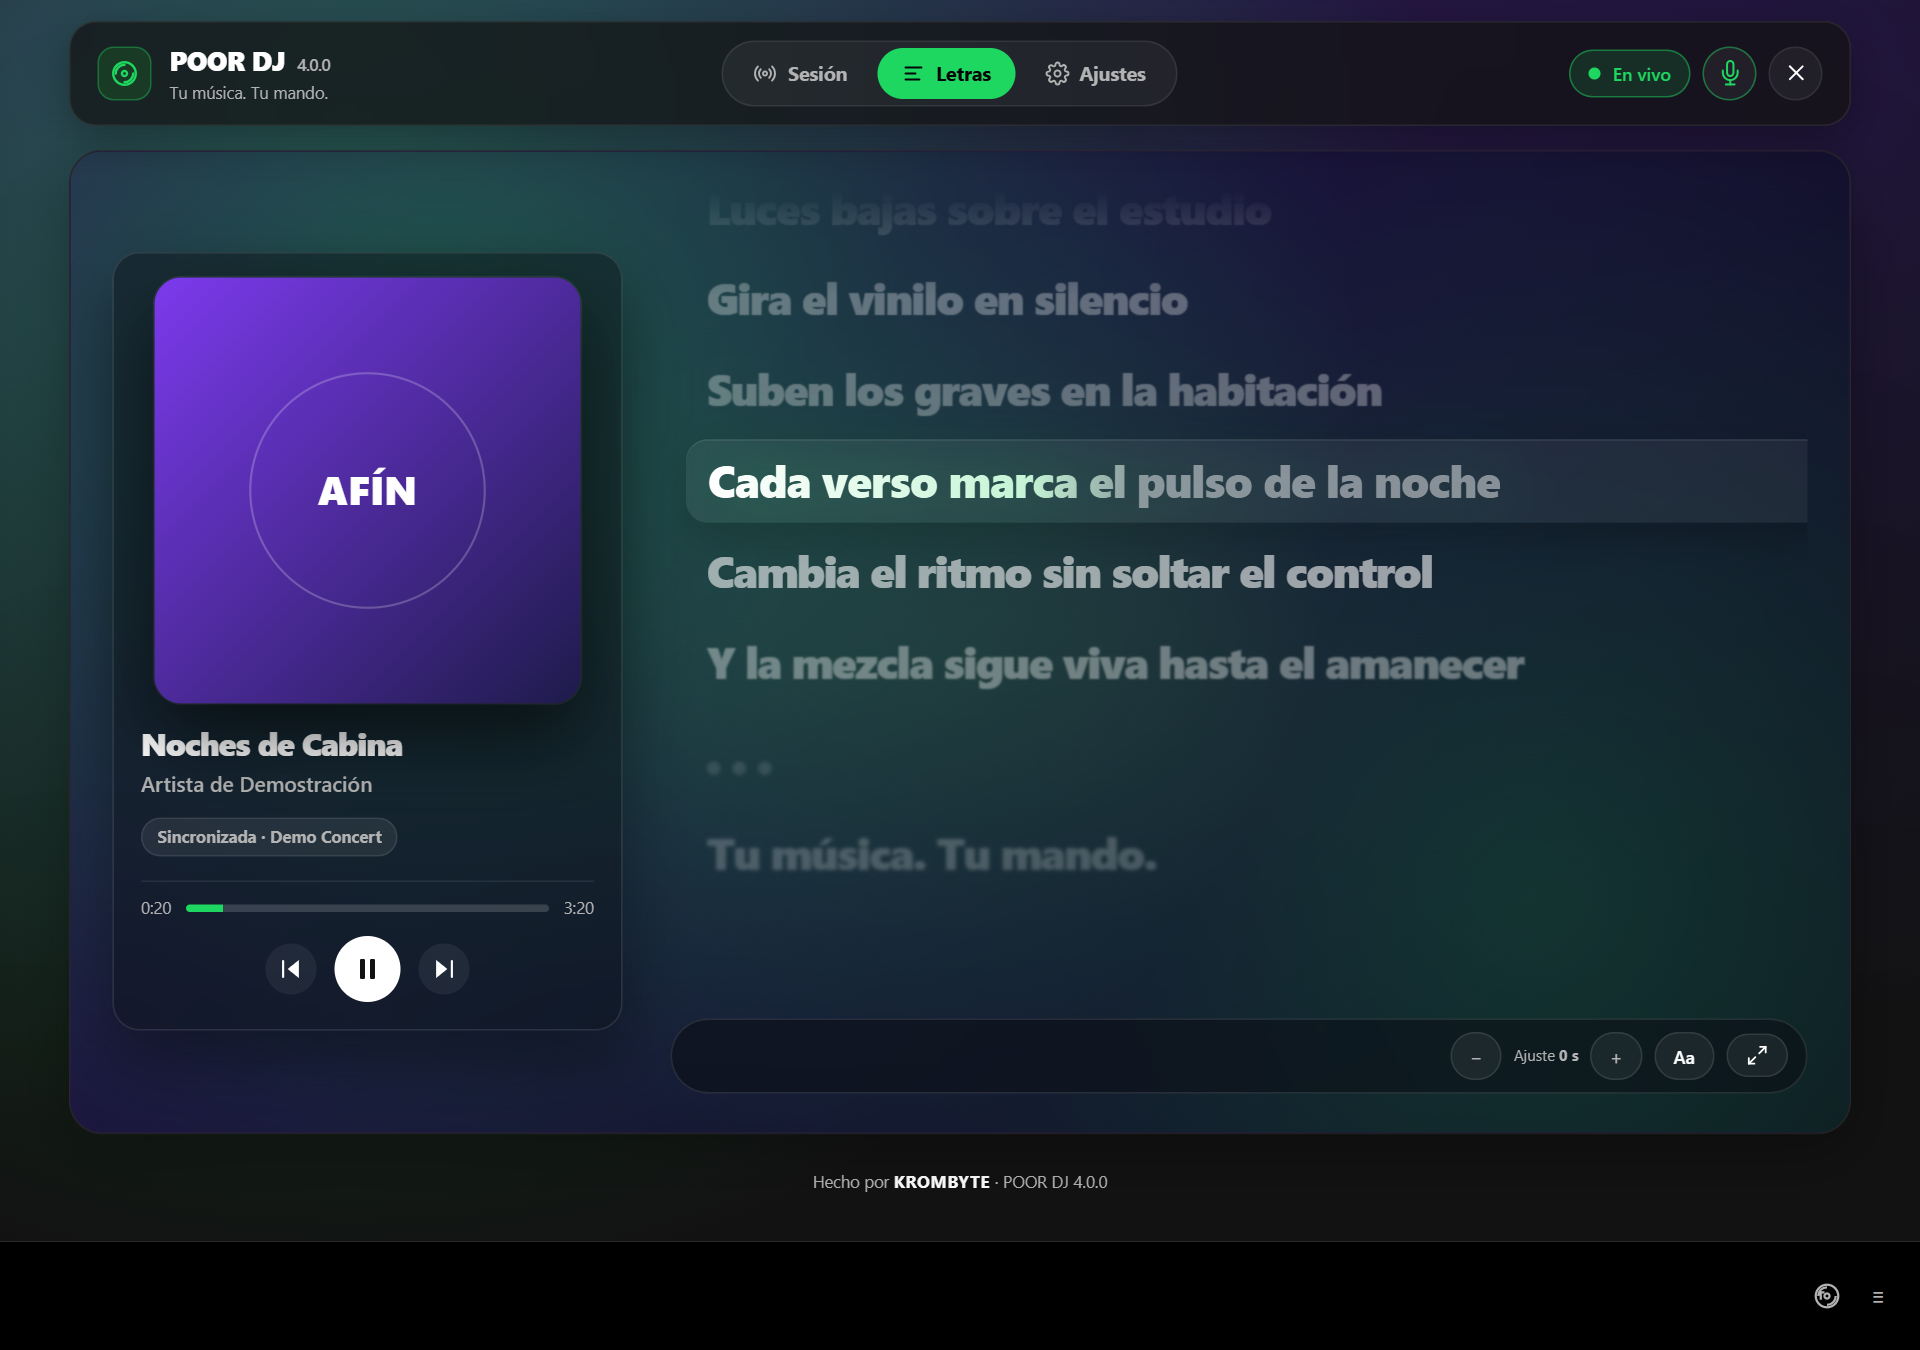 POOR DJ 4.0.0
Tu música. Tu mando.
Sesión
Letras
Ajustes
En vivo
AFÍN
Noches de Cabina
Artista de Demostración
Sincronizada · Demo Concert
0:20
3:20
Luces bajas sobre el estudio
Gira el vinilo en silencio
Suben los graves en la habitación
Cada verso marca el pulso de la noche
Cambia el ritmo sin soltar el control
Y la mezcla sigue viva hasta el amanecer
• • •
Tu música. Tu mando.
−
Ajuste 0 s
+
Aa
Hecho por KROMBYTE · POOR DJ 4.0.0